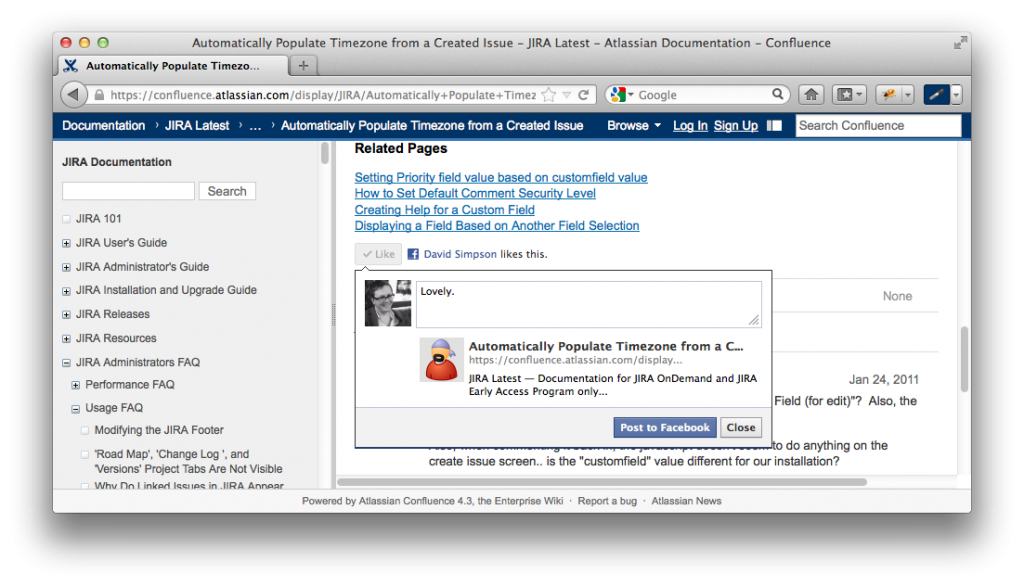 Automatically Populate Timezone from a Created Issue – JIRA Latest – Atlassian Documentation – Confluence
Automatically Populate Timezo...
https://confluence.atlassian.com/display/JIRA/Automatically+Populate+Timez
Google
Documentation › JIRA Latest › ... › Automatically Populate Timezone from a Created Issue
Browse
Log In
Sign Up
Search Confluence
JIRA Documentation
Search
JIRA 101
JIRA User's Guide
JIRA Administrator's Guide
JIRA Installation and Upgrade Guide
JIRA Releases
JIRA Resources
JIRA Administrators FAQ
Performance FAQ
Usage FAQ
Modifying the JIRA Footer
'Road Map', 'Change Log ', and
'Versions' Project Tabs Are Not Visible
Why Do Linked Issues in JIRA Appear
Related Pages
Setting Priority field value based on customfield value
How to Set Default Comment Security Level
Creating Help for a Custom Field
Displaying a Field Based on Another Field Selection
Like
David Simpson likes this.
Lovely.
Automatically Populate Timezone from a C...
https://confluence.atlassian.com/display...
JIRA Latest — Documentation for JIRA OnDemand and JIRA
Early Access Program only...
Post to Facebook
Close
None
Jan 24, 2011
Field (for edit)"? Also, the
to do anything on the
create issue screen.. is the "customfield" value different for our installation?
Powered by Atlassian Confluence 4.3, the Enterprise Wiki · Report a bug · Atlassian News